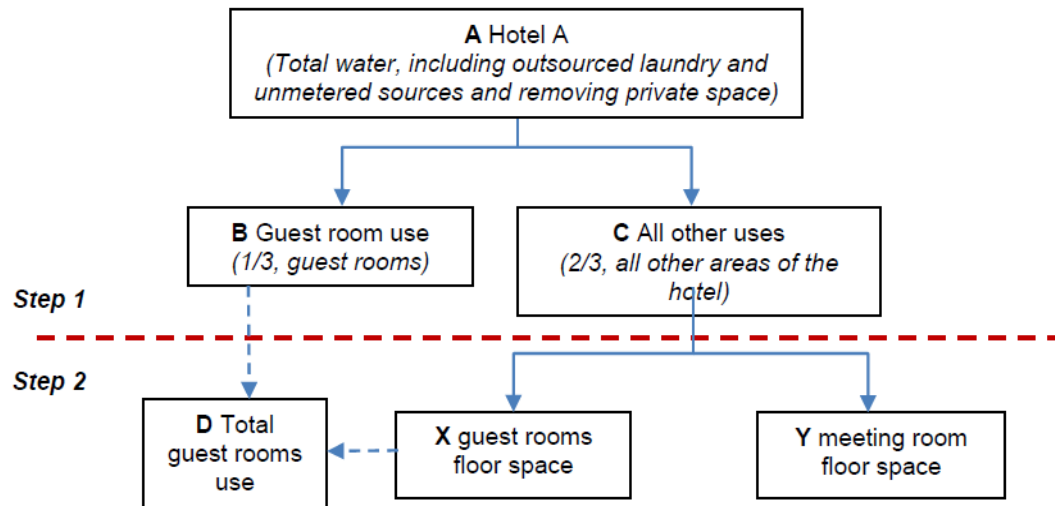 A Hotel A
(Total water, including outsourced laundry and
unmetered sources and removing private space)
B Guest room use
(1/3, guest rooms)
C All other uses
(2/3, all other areas of the
hotel)
Step 1
Step 2
D Total
guest rooms
use
X guest rooms
floor space
Y meeting room
floor space